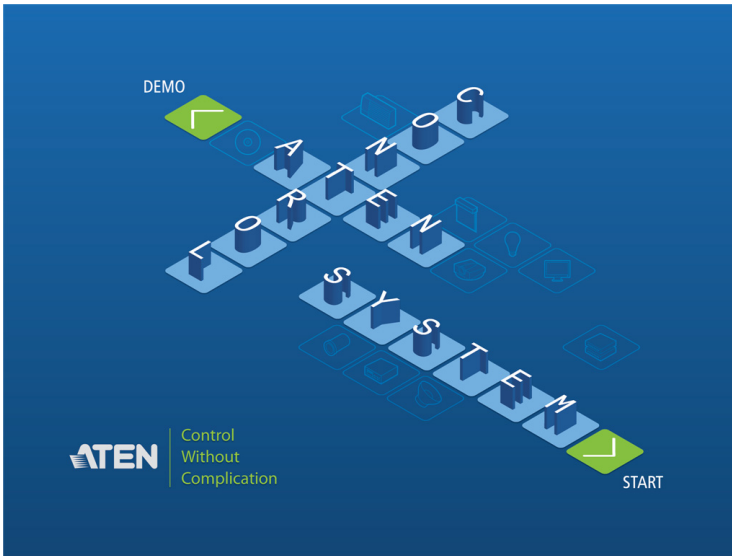 DEMO
CONTROL
ATEN
SYSTEM
START
ATEN
Control
Without
Complication